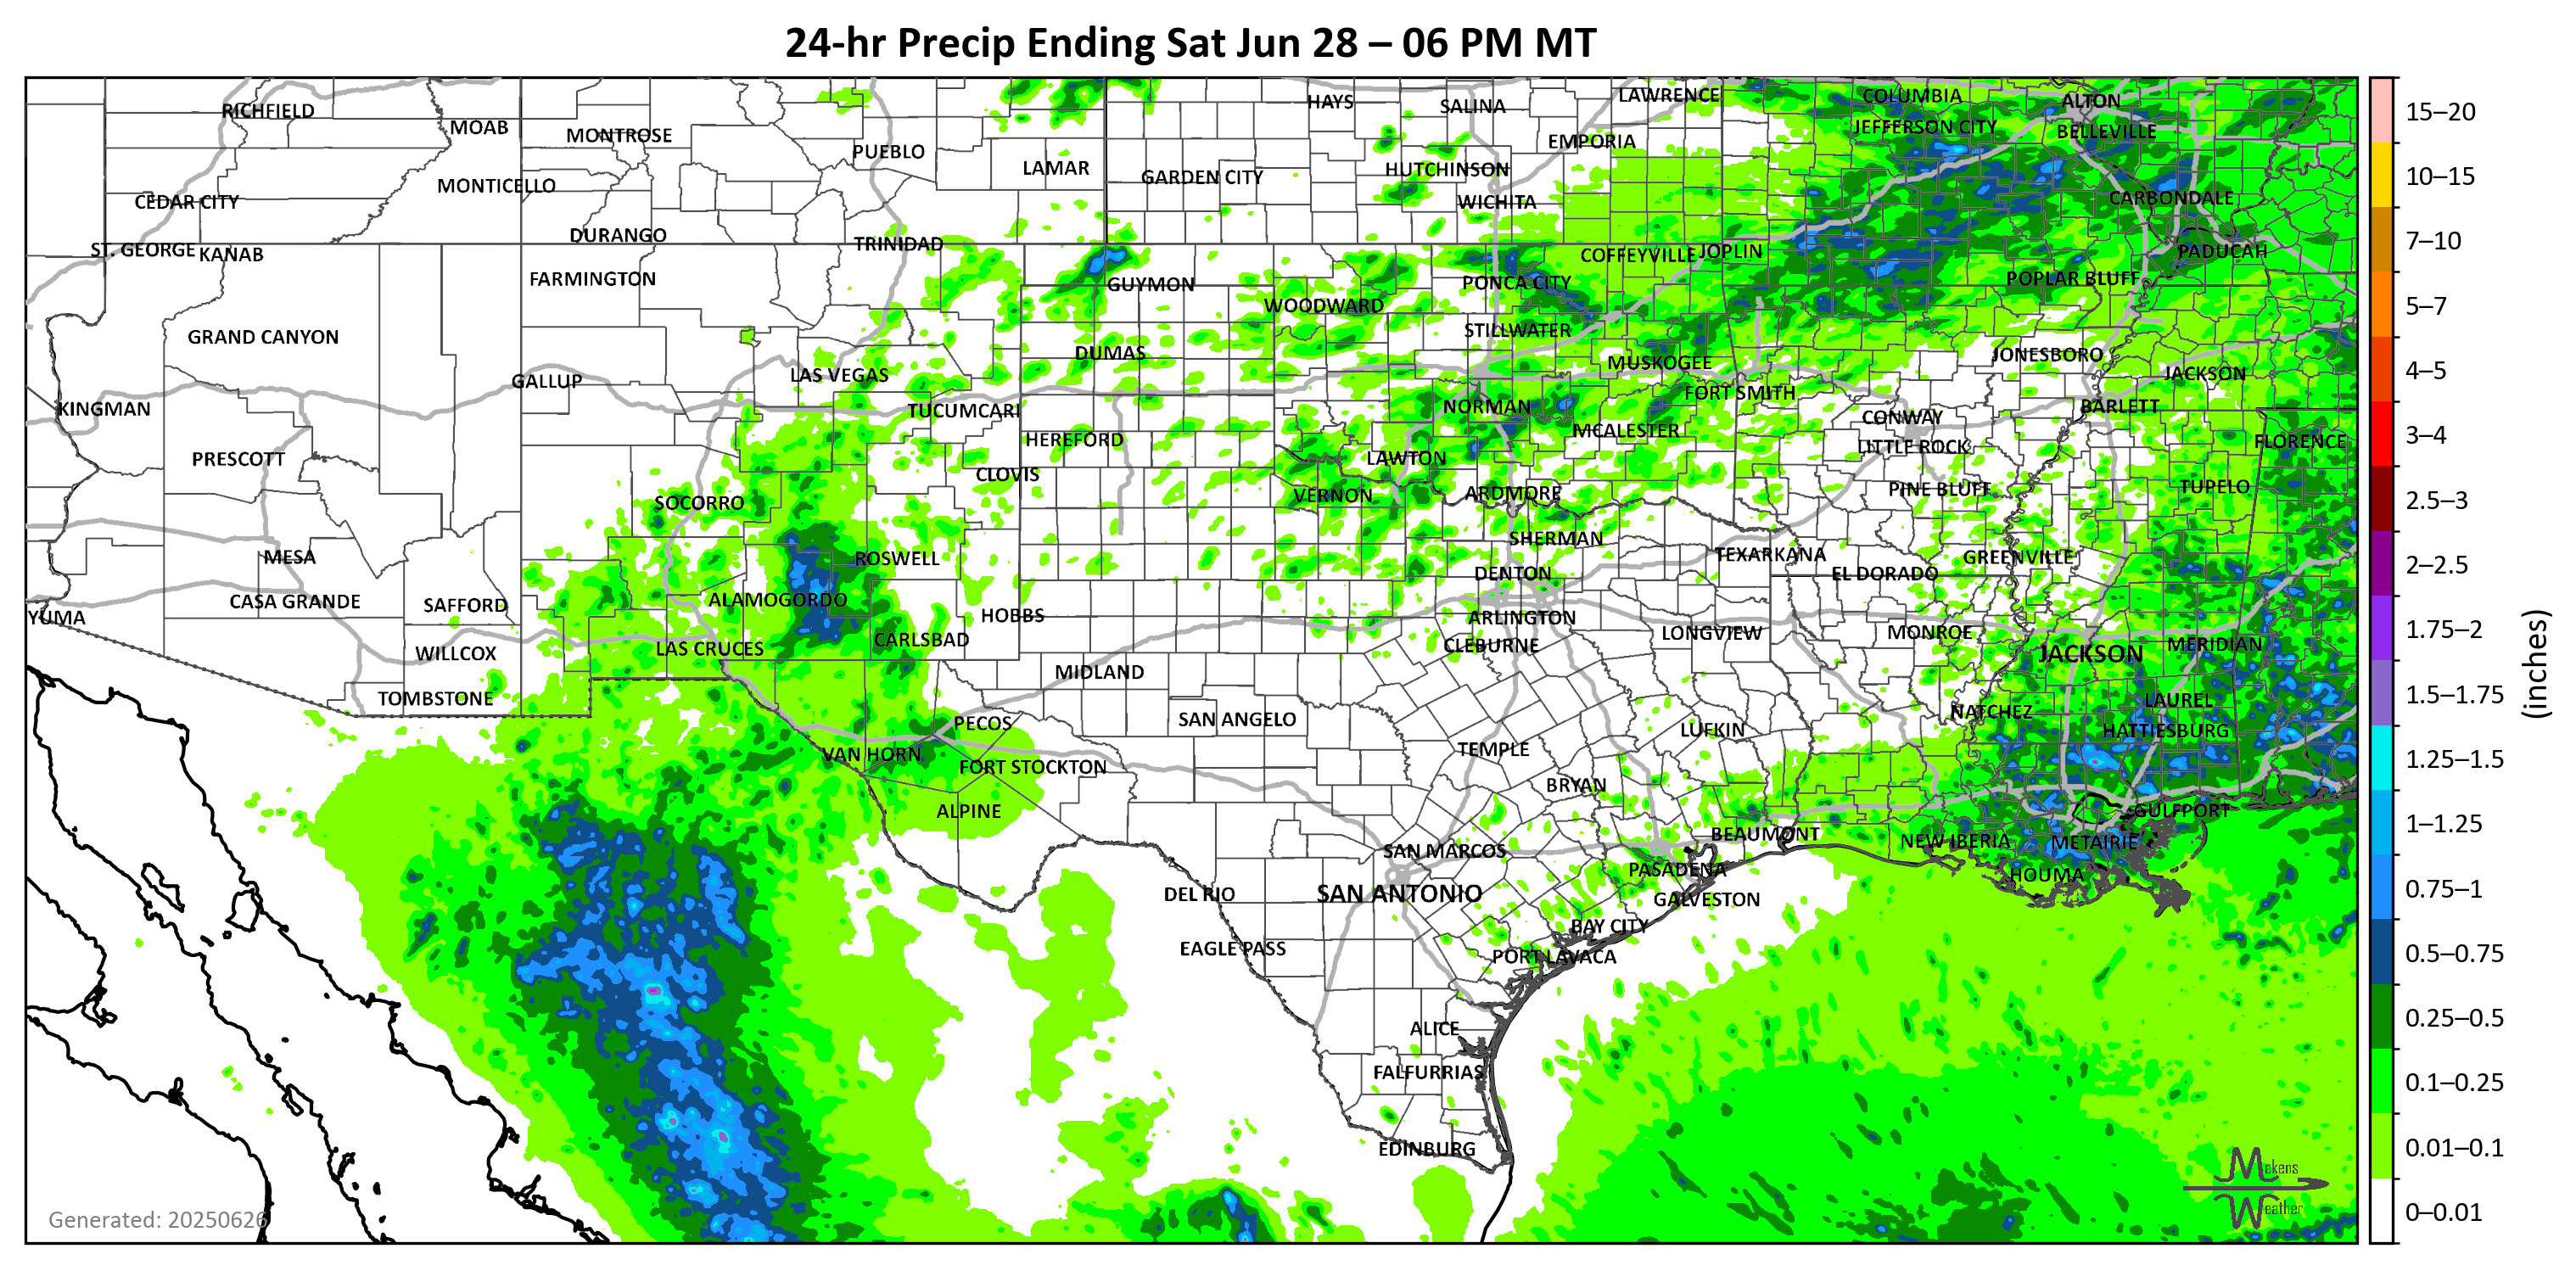 24-hr Precip Ending Sat Jun 28 – 06 PM MT
RICHFIELD
MOAB
MONTROSE
PUEBLO
LAMAR
HAYS
SALINA
LAWRENCE
COLUMBIA
ALTON
JEFFERSON CITY
BELLEVILLE
EMPORIA
HUTCHINSON
GARDEN CITY
MONTICELLO
CEDAR CITY
WICHITA
CARBONDALE
DURANGO
TRINIDAD
ST. GEORGE
KANAB
COFFEYVILLE
JOPLIN
PADUCAH
FARMINGTON
GUYMON
PONCA CITY
POPLAR BLUFF
WOODWARD
GRAND CANYON
STILLWATER
DUMAS
JONESBORO
MUSKOGEE
LAS VEGAS
JACKSON
GALLUP
FORT SMITH
KINGMAN
TUCUMCARI
NORMAN
BARLETT
CONWAY
HEREFORD
MCALESTER
FLORENCE
LITTLE ROCK
PRESCOTT
LAWTON
CLOVIS
PINE BLUFF
TUPELO
VERNON
ARDMORE
SOCORRO
SHERMAN
MESA
ROSWELL
TEXARKANA
GREENVILLE
DENTON
EL DORADO
CASA GRANDE
SAFFORD
ALAMOGORDO
YUMA
HOBBS
ARLINGTON
CARLSBAD
LONGVIEW
MONROE
WILLCOX
LAS CRUCES
CLEBURNE
JACKSON
MERIDIAN
MIDLAND
TOMBSTONE
LAUREL
NATCHEZ
PECOS
SAN ANGELO
LUFKIN
HATTIESBURG
VAN HORN
TEMPLE
FORT STOCKTON
BRYAN
ALPINE
GULFPORT
BEAUMONT
NEW IBERIA
METAIRIE
SAN MARCOS
PASADENA
HOUMA
DEL RIO
SAN ANTONIO
GALVESTON
BAY CITY
EAGLE PASS
PORT LAVACA
ALICE
FALFURRIAS
EDINBURG
Generated: 20250626
Makens
Weather
15–20
10–15
7–10
5–7
4–5
3–4
2.5–3
2–2.5
1.75–2
1.5–1.75
1.25–1.5
1–1.25
0.75–1
0.5–0.75
0.25–0.5
0.1–0.25
0.01–0.1
0–0.01
(inches)